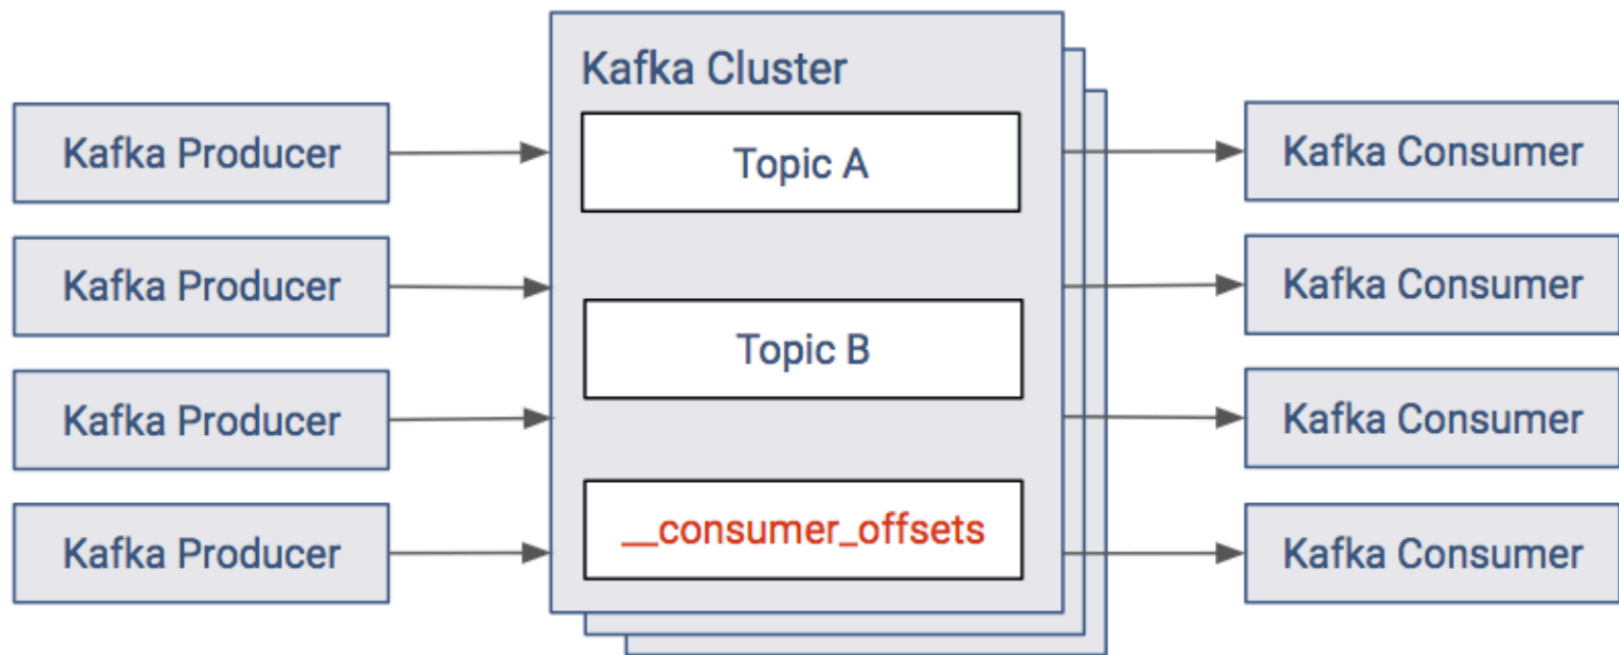 Kafka Cluster
Kafka Producer
Topic A
Kafka Consumer
Kafka Producer
Kafka Consumer
Topic B
Kafka Producer
Kafka Consumer
__consumer_offsets
Kafka Producer
Kafka Consumer